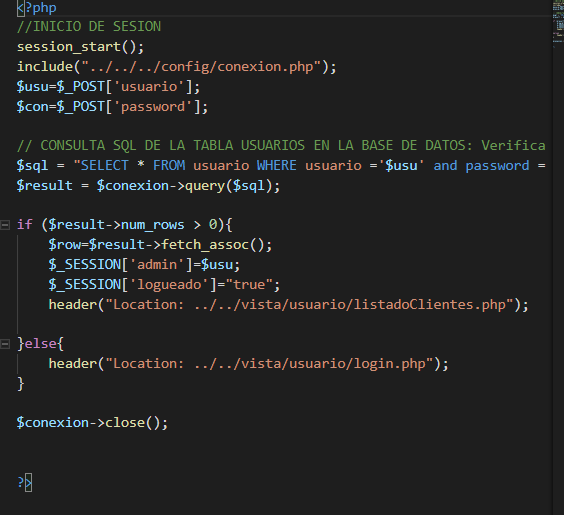 <?php
//INICIO DE SESION
session_start();
include("../../../config/conexion.php");
$usu=$_POST['usuario'];
$con=$_POST['password'];
// CONSULTA SQL DE LA TABLA USUARIOS EN LA BASE DE DATOS: Verifica
$sql = "SELECT * FROM usuario WHERE usuario ='$usu' and password =
$result = $conexion->query($sql);
if ($result->num_rows > 0){
$row=$result->fetch_assoc();
$_SESSION['admin']=$usu;
$_SESSION['logueado']="true";
header("Location: ../../vista/usuario/listadoClientes.php");
}else{
header("Location: ../../vista/usuario/login.php");
}
$conexion->close();
?>